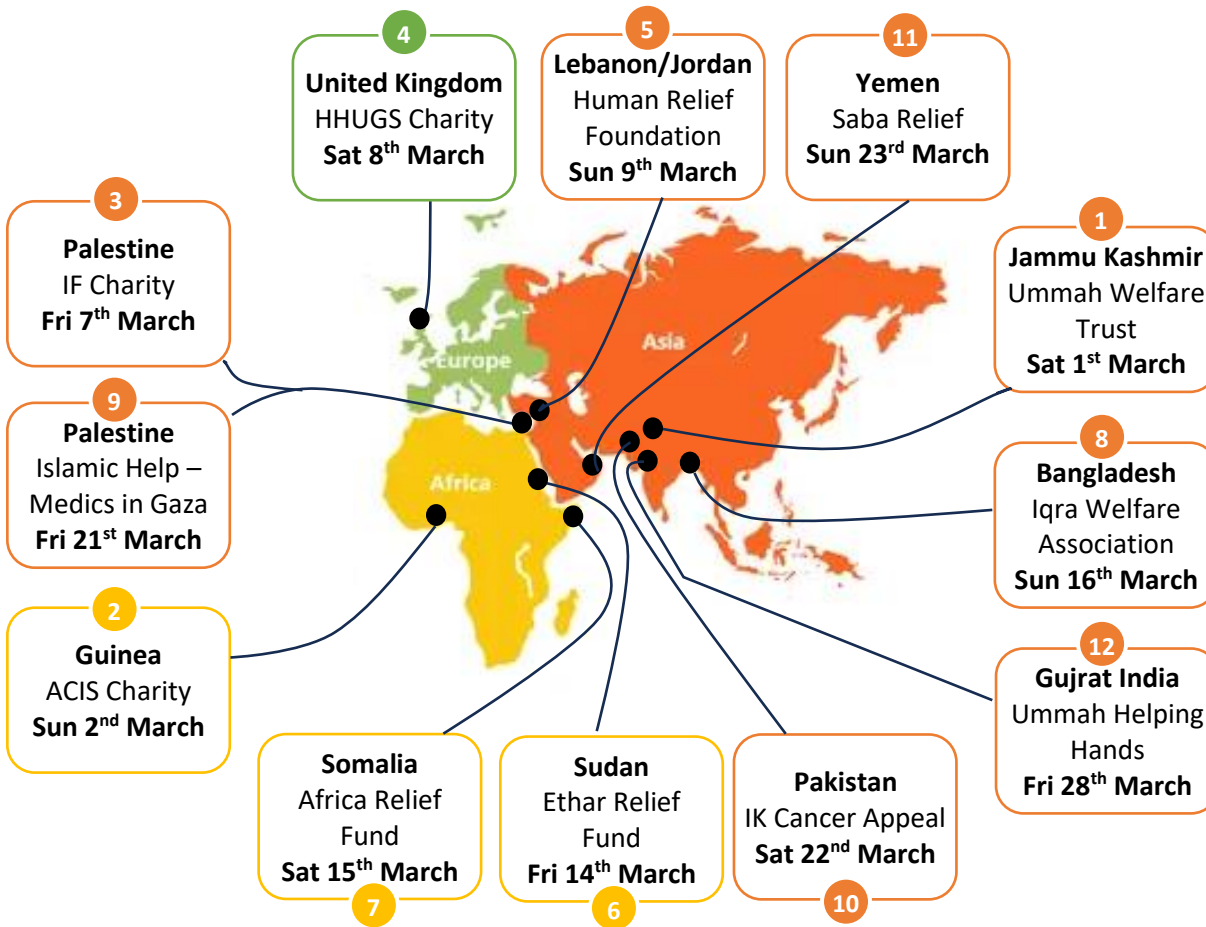 4
United Kingdom
HHUGS Charity
Sat 8th March
5
Lebanon/Jordan
Human Relief
Foundation
Sun 9th March
11
Yemen
Saba Relief
Sun 23rd March
3
Palestine
IF Charity
Fri 7th March
1
Jammu Kashmir
Ummah Welfare
Trust
Sat 1st March
Europe
Asia
Africa
9
Palestine
Islamic Help –
Medics in Gaza
Fri 21st March
8
Bangladesh
Iqra Welfare
Association
Sun 16th March
2
Guinea
ACIS Charity
Sun 2nd March
12
Gujrat India
Ummah Helping
Hands
Fri 28th March
Somalia
Africa Relief
Fund
Sat 15th March
7
Sudan
Ethar Relief
Fund
Fri 14th March
6
Pakistan
IK Cancer Appeal
Sat 22nd March
10